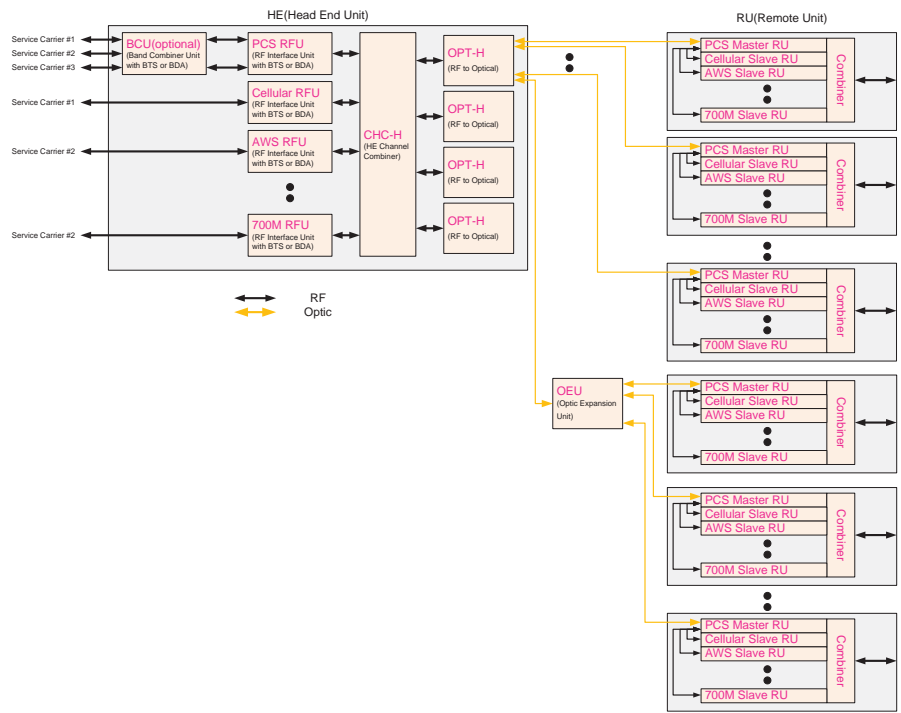 HE(Head End Unit)
RU(Remote Unit)
Service Carrier #1
Service Carrier #2
Service Carrier #3
BCU(optional)
(Band Combiner Unit
with BTS or BDA)
PCS RFU
(RF Interface Unit
with BTS or BDA)
Service Carrier #1
Cellular RFU
(RF Interface Unit
with BTS or BDA)
Service Carrier #2
AWS RFU
(RF Interface Unit
with BTS or BDA)
Service Carrier #2
700M RFU
(RF Interface Unit
with BTS or BDA)
CHC-H
(HE Channel
Combiner)
OPT-H
(RF to Optical)
OPT-H
(RF to Optical)
OPT-H
(RF to Optical)
OPT-H
(RF to Optical)
RF
Optic
OEU
(Optic Expansion
Unit)
PCS Master RU
Cellular Slave RU
AWS Slave RU
700M Slave RU
Combiner
PCS Master RU
Cellular Slave RU
AWS Slave RU
700M Slave RU
Combiner
PCS Master RU
Cellular Slave RU
AWS Slave RU
700M Slave RU
Combiner
PCS Master RU
Cellular Slave RU
AWS Slave RU
700M Slave RU
Combiner
PCS Master RU
Cellular Slave RU
AWS Slave RU
700M Slave RU
Combiner
PCS Master RU
Cellular Slave RU
AWS Slave RU
700M Slave RU
Combiner